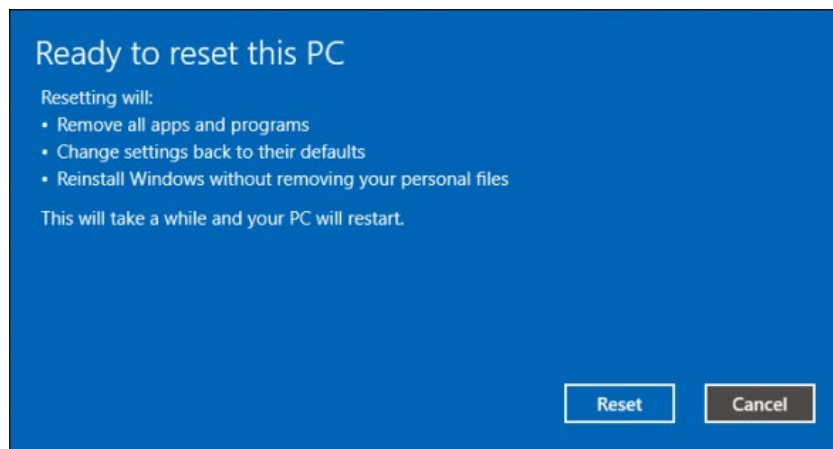 Ready to reset this PC
Resetting will:
• Remove all apps and programs
• Change settings back to their defaults
• Reinstall Windows without removing your personal files
This will take a while and your PC will restart.
Reset
Cancel